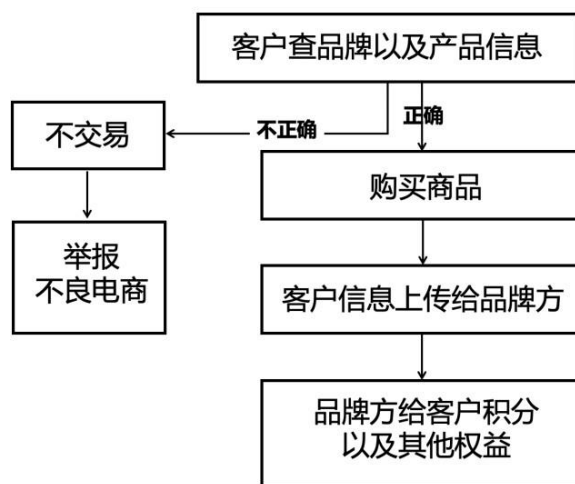 客户查品牌以及产品信息
不正确
正确
不交易
购买商品
举报
不良电商
客户信息上传给品牌方
品牌方给客户积分
以及其他权益